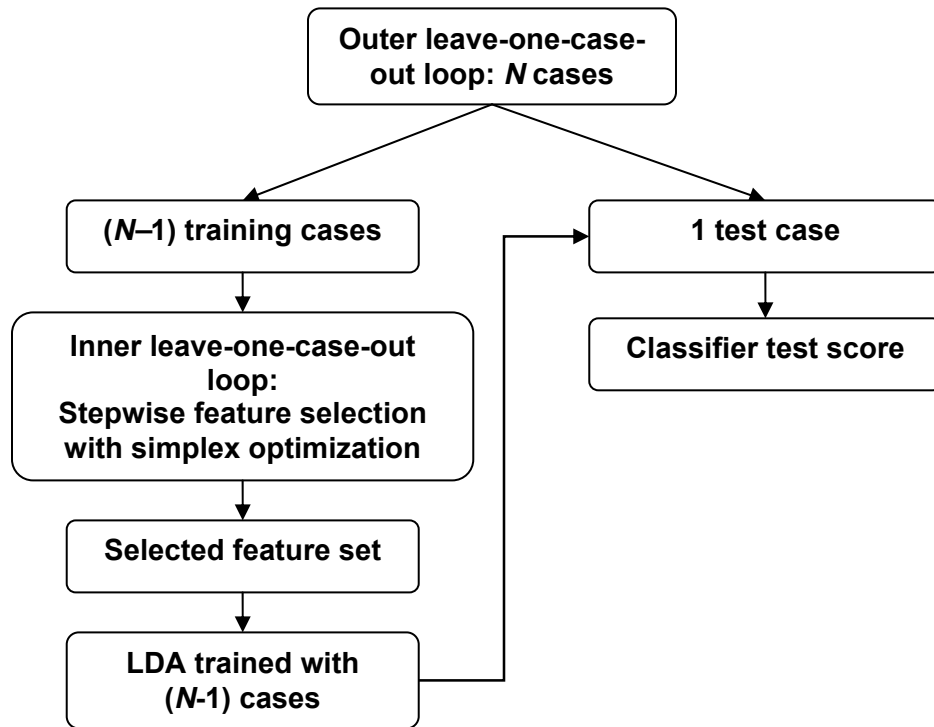 Outer leave-one-case-
out loop: N cases
(N–1) training cases
1 test case
Inner leave-one-case-out
loop:
Stepwise feature selection
with simplex optimization
Classifier test score
Selected feature set
LDA trained with
(N-1) cases